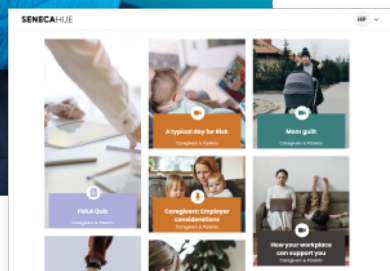 SENECAHUE
HP
A typical day for Rick
Caregivers & Parents
Mom guilt
Caregivers & Parents
FMLA Quiz
Caregivers & Parents
Caregivers: Employer
considerations
Caregivers & Parents
How your workplace
can support you
Caregivers & Parents